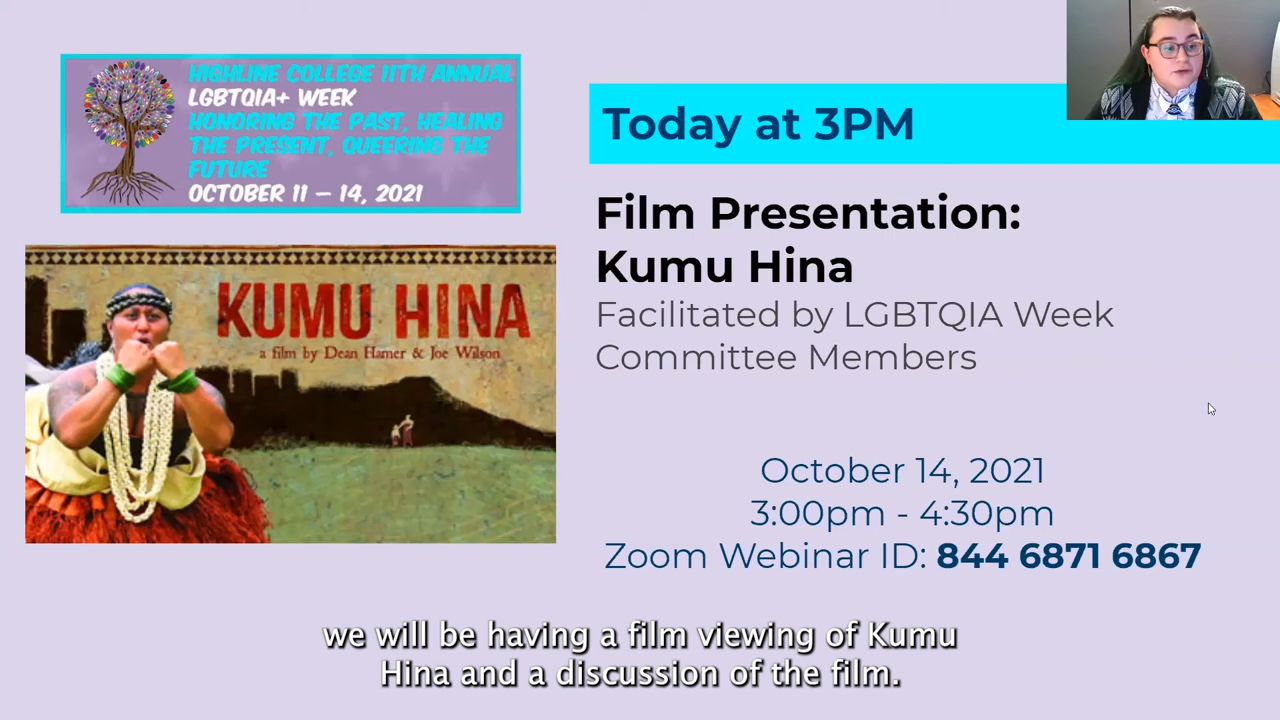 HIGHLINE COLLEGE 11TH ANNUAL
LGBTQIA+ WEEK
HONORING THE PAST, HEALING
THE PRESENT, QUEERING THE
FUTURE
OCTOBER 11 – 14, 2021
KUMU HINA
a film by Dean Hamer & Joe Wilson
Today at 3PM
Film Presentation:
Kumu Hina
Facilitated by LGBTQIA Week
Committee Members
October 14, 2021
3:00pm - 4:30pm
Zoom Webinar ID: 844 6871 6867
we will be having a film viewing of Kumu
Hina and a discussion of the film.